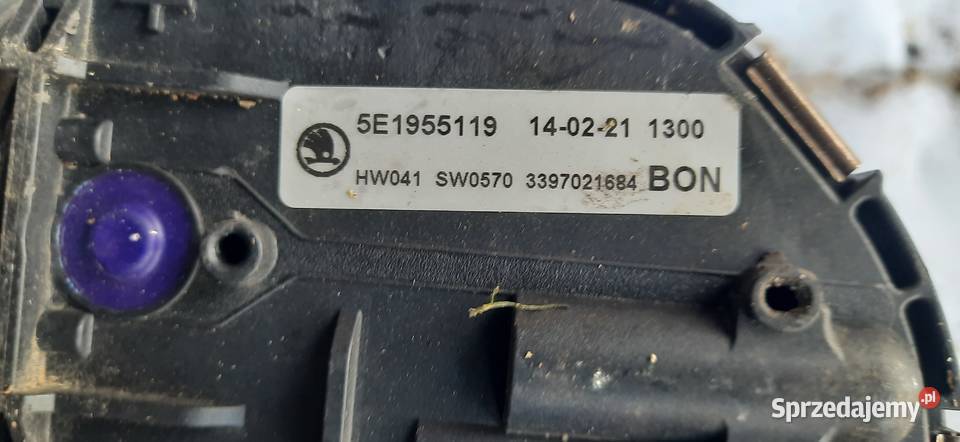 5E1955119 14-02-21 1300
HW041 SW0570 3397021684 BON
Sprzedajemy.pl